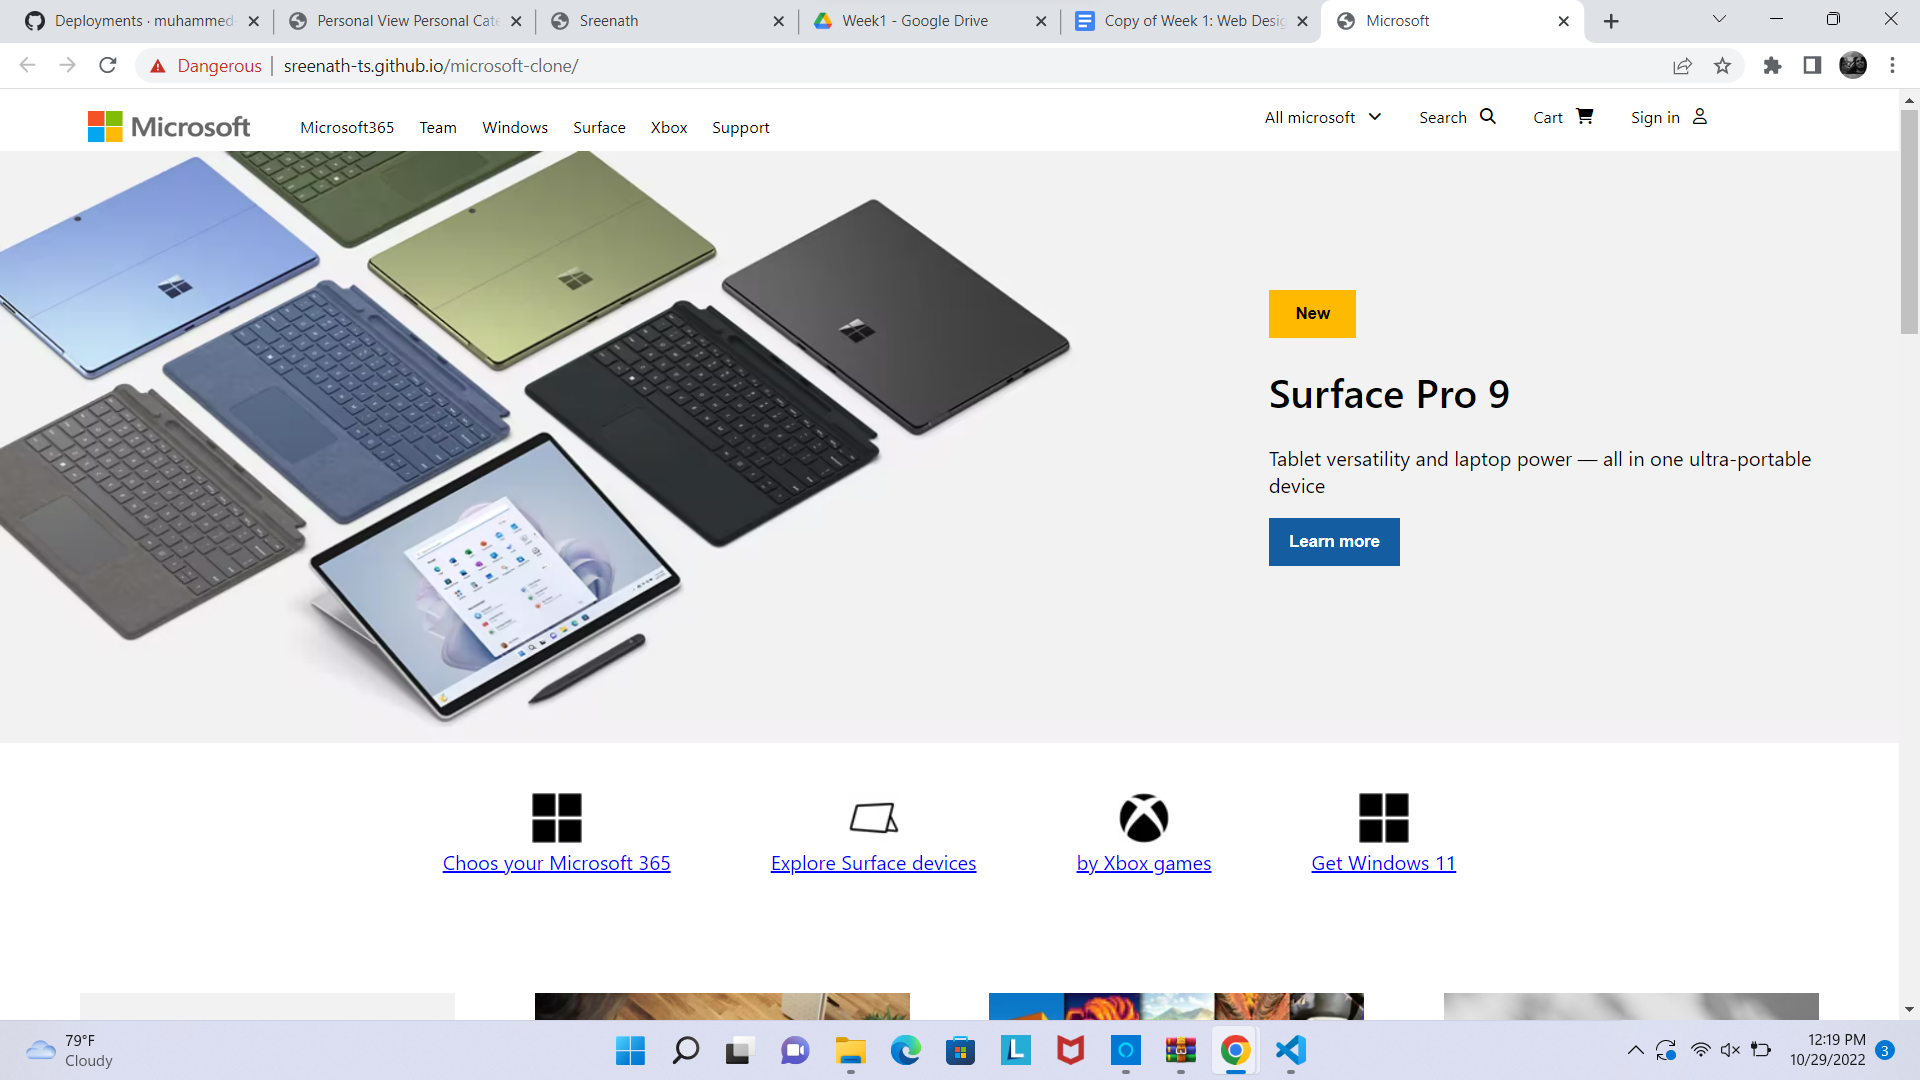 Deployments · muhammed
Personal View Personal Cate
Sreenath
Week1 - Google Drive
Copy of Week 1: Web Desig
Microsoft
Dangerous
sreenath-ts.github.io/microsoft-clone/
Microsoft
Microsoft365
Team
Windows
Surface
Xbox
Support
All microsoft
Search
Cart
Sign in
New
Surface Pro 9
Tablet versatility and laptop power — all in one ultra-portable
device
Learn more
Choos your Microsoft 365
Explore Surface devices
by Xbox games
Get Windows 11
79°F
Cloudy
L
12:19 PM
10/29/2022
3